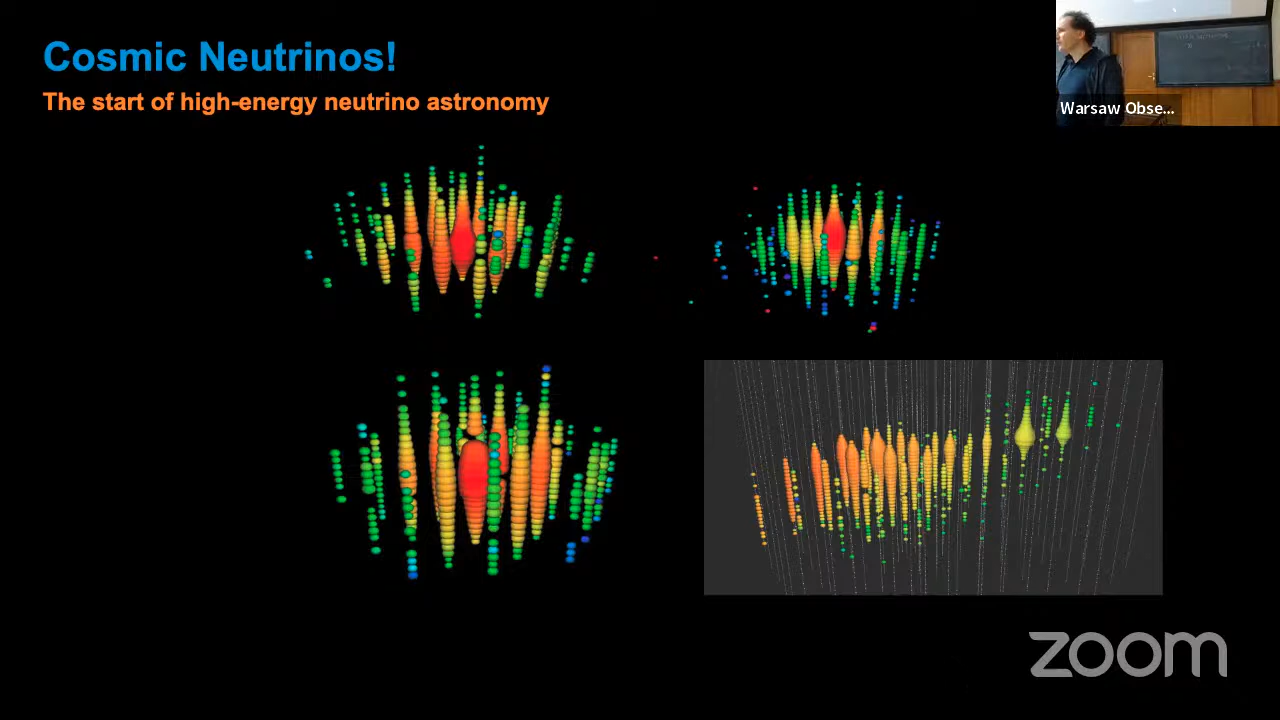 Cosmic Neutrinos!
The start of high-energy neutrino astronomy
Warsaw Obse...
zoom